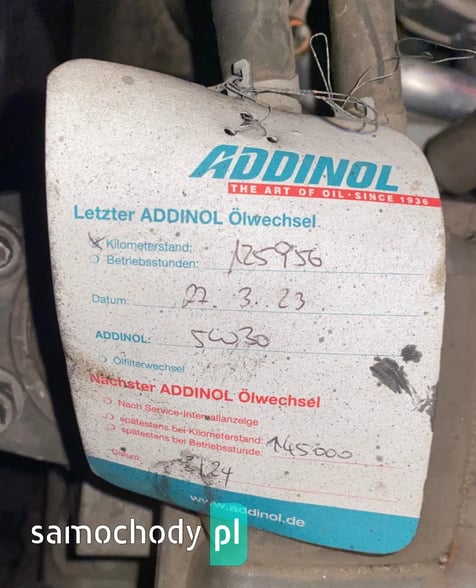 ADDINOL
THE ART OF OIL · SINCE 1936
Letzter ADDINOL Ölwechsel
Kilometerstand: 125956
Betriebsstunden:
Datum: 27. 3. 23
ADDINOL: 5W30
Ölfilterwechsel
Nächster ADDINOL Ölwechsel
Nach Service-Intervallanzeige
spätestens bei Kilometerstand: 145000
spätestens bei Betriebsstunde:
Datum: 3/24
www.addinol.de
samochody pl